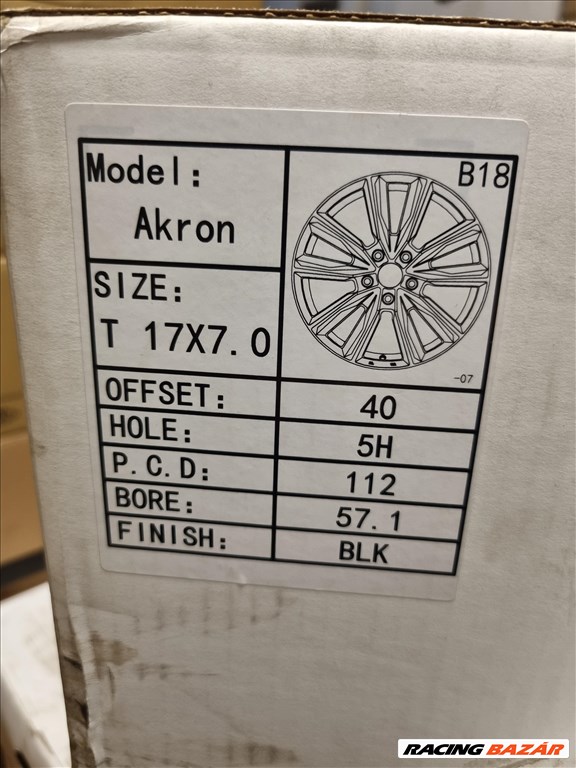 Model:
Akron
B18
SIZE:
T 17X7.0
-07
OFFSET: 40
HOLE: 5H
P.C.D: 112
BORE: 57.1
FINISH: BLK
RACING BAZÁR